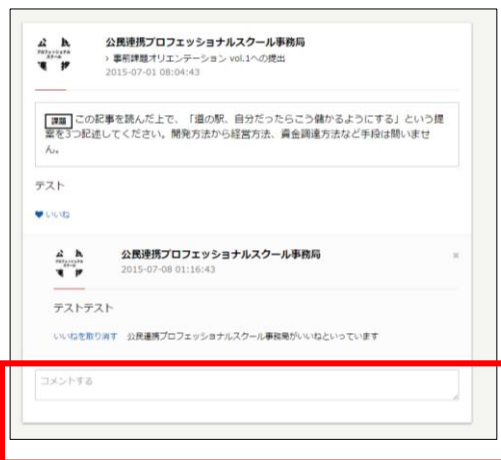 公民連携プロフェッショナルスクール事務局
› 事前課題オリエンテーション vol.1への提出
2015-07-01 08:04:43
課題 この記事を読んだ上で、「道の駅、自分だったらこう儲かるようにする」という提
案を3つ記述してください。開発方法から経営方法、資金調達方法など手段は問いませ
ん。
テスト
いいね
公民連携プロフェッショナルスクール事務局
2015-07-08 01:16:43
テストテスト
いいねを取り消す 公民連携プロフェッショナルスクール事務局がいいねといっています
コメントする